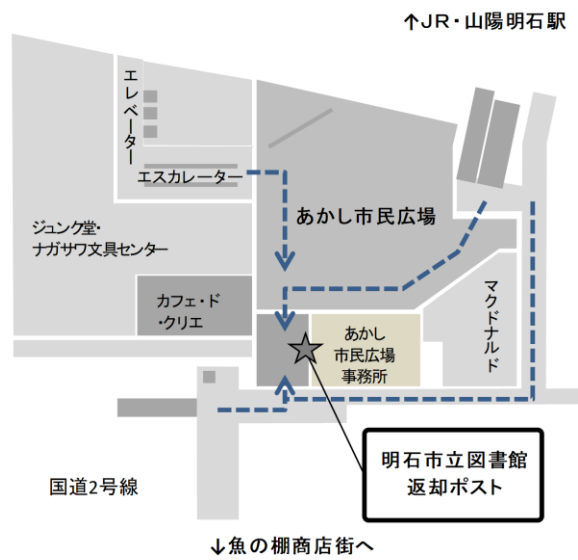 ↑JR・山陽明石駅
エレベーター
エスカレーター
あかし市民広場
ジュンク堂・
ナガサワ文具センター
カフェ・ド
・クリエ
あかし
市民広場
事務所
マクドナルド
明石市立図書館
返却ポスト
国道2号線
↓魚の棚商店街へ